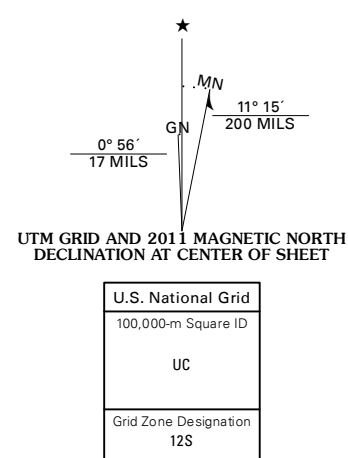 ★
MN
11° 15´
200 MILS
GN
0° 56´
17 MILS
UTM GRID AND 2011 MAGNETIC NORTH
DECLINATION AT CENTER OF SHEET
U.S. National Grid
100,000-m Square ID
UC
Grid Zone Designation
12S